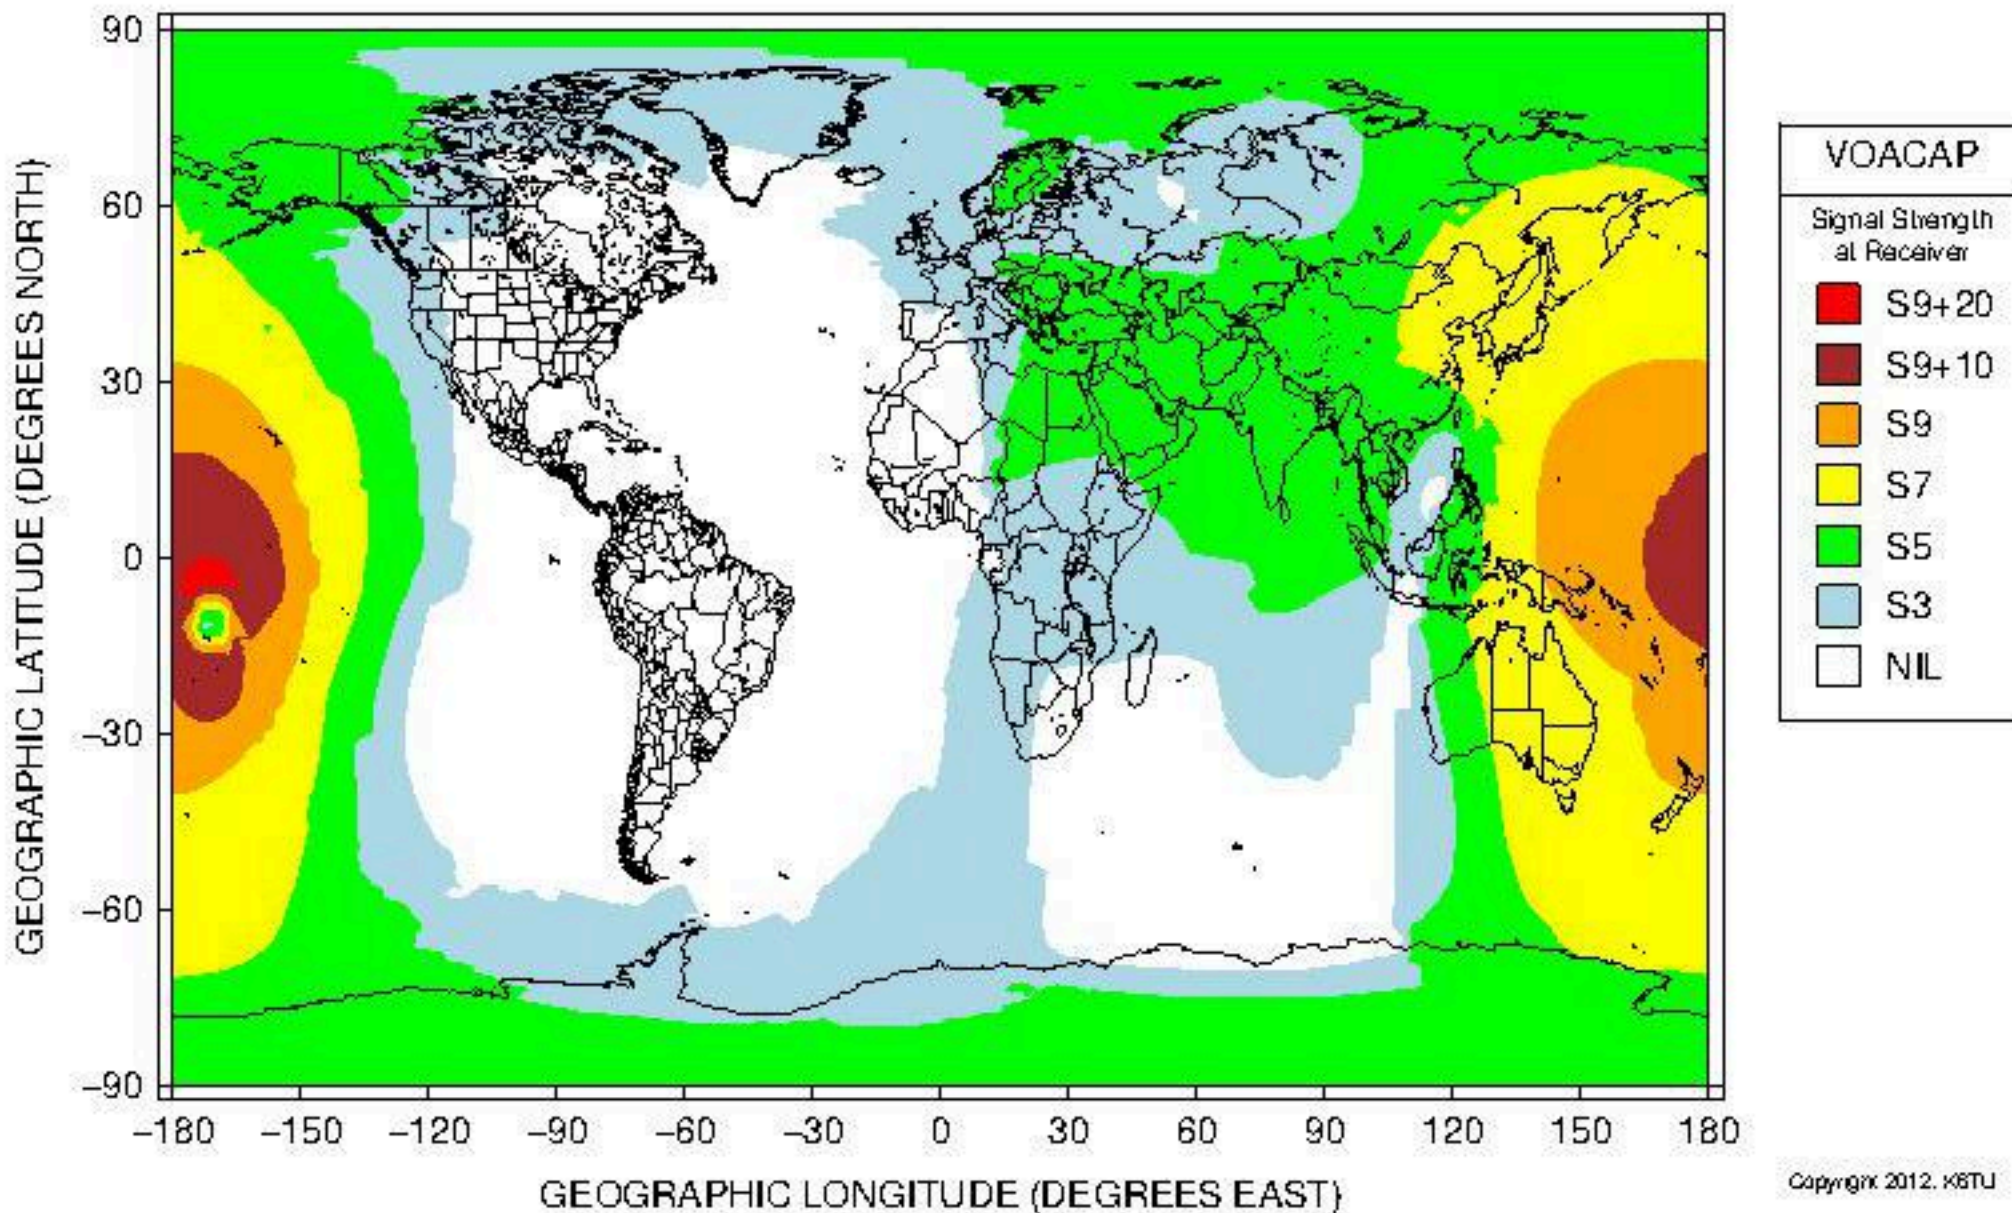 90
60
30
0
−30
−60
−90
GEOGRAPHIC LATITUDE (DEGREES NORTH)
−180 −150 −120 −90 −60 −30 0 30 60 90 120 150 180
GEOGRAPHIC LONGITUDE (DEGREES EAST)
VOACAP
Signal Strength
at Receiver
S9+20
S9+10
S9
S7
S5
S3
NIL
Copyright 2012, K6TU